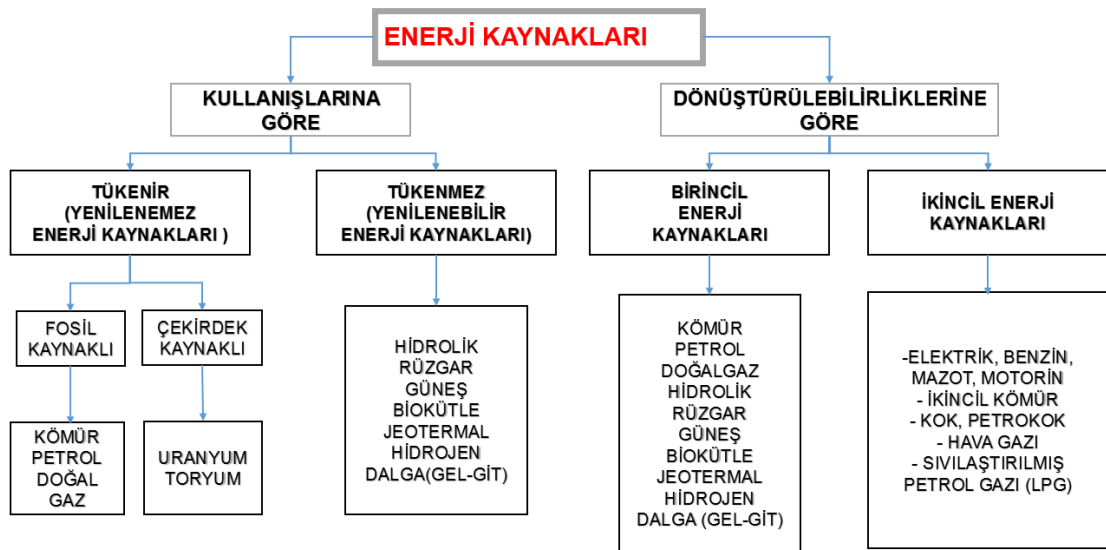 ENERJİ KAYNAKLARI
KULLANIŞLARINA
GÖRE
DÖNÜŞTÜRÜLEBİLİRLİKLERİNE
GÖRE
TÜKENİR
(YENİLENEMEZ
ENERJİ KAYNAKLARI )
TÜKENMEZ
(YENİLENEBİLİR
ENERJİ KAYNAKLARI)
BİRİNCİL
ENERJİ
KAYNAKLARI
İKİNCİL ENERJİ
KAYNAKLARI
FOSİL
KAYNAKLI
ÇEKİRDEK
KAYNAKLI
KÖMÜR
PETROL
DOĞAL
GAZ
URANYUM
TORYUM
HİDROLİK
RÜZGAR
GÜNEŞ
BİOKÜTLE
JEOTERMAL
HİDROJEN
DALGA(GEL-GİT)
KÖMÜR
PETROL
DOĞALGAZ
HİDROLİK
RÜZGAR
GÜNEŞ
BİOKÜTLE
JEOTERMAL
HİDROJEN
DALGA (GEL-GİT)
-ELEKTRİK, BENZİN,
MAZOT, MOTORİN
- İKİNCİL KÖMÜR
- KOK, PETROKOK
- HAVA GAZI
- SIVILAŞTIRILMIŞ
PETROL GAZI (LPG)